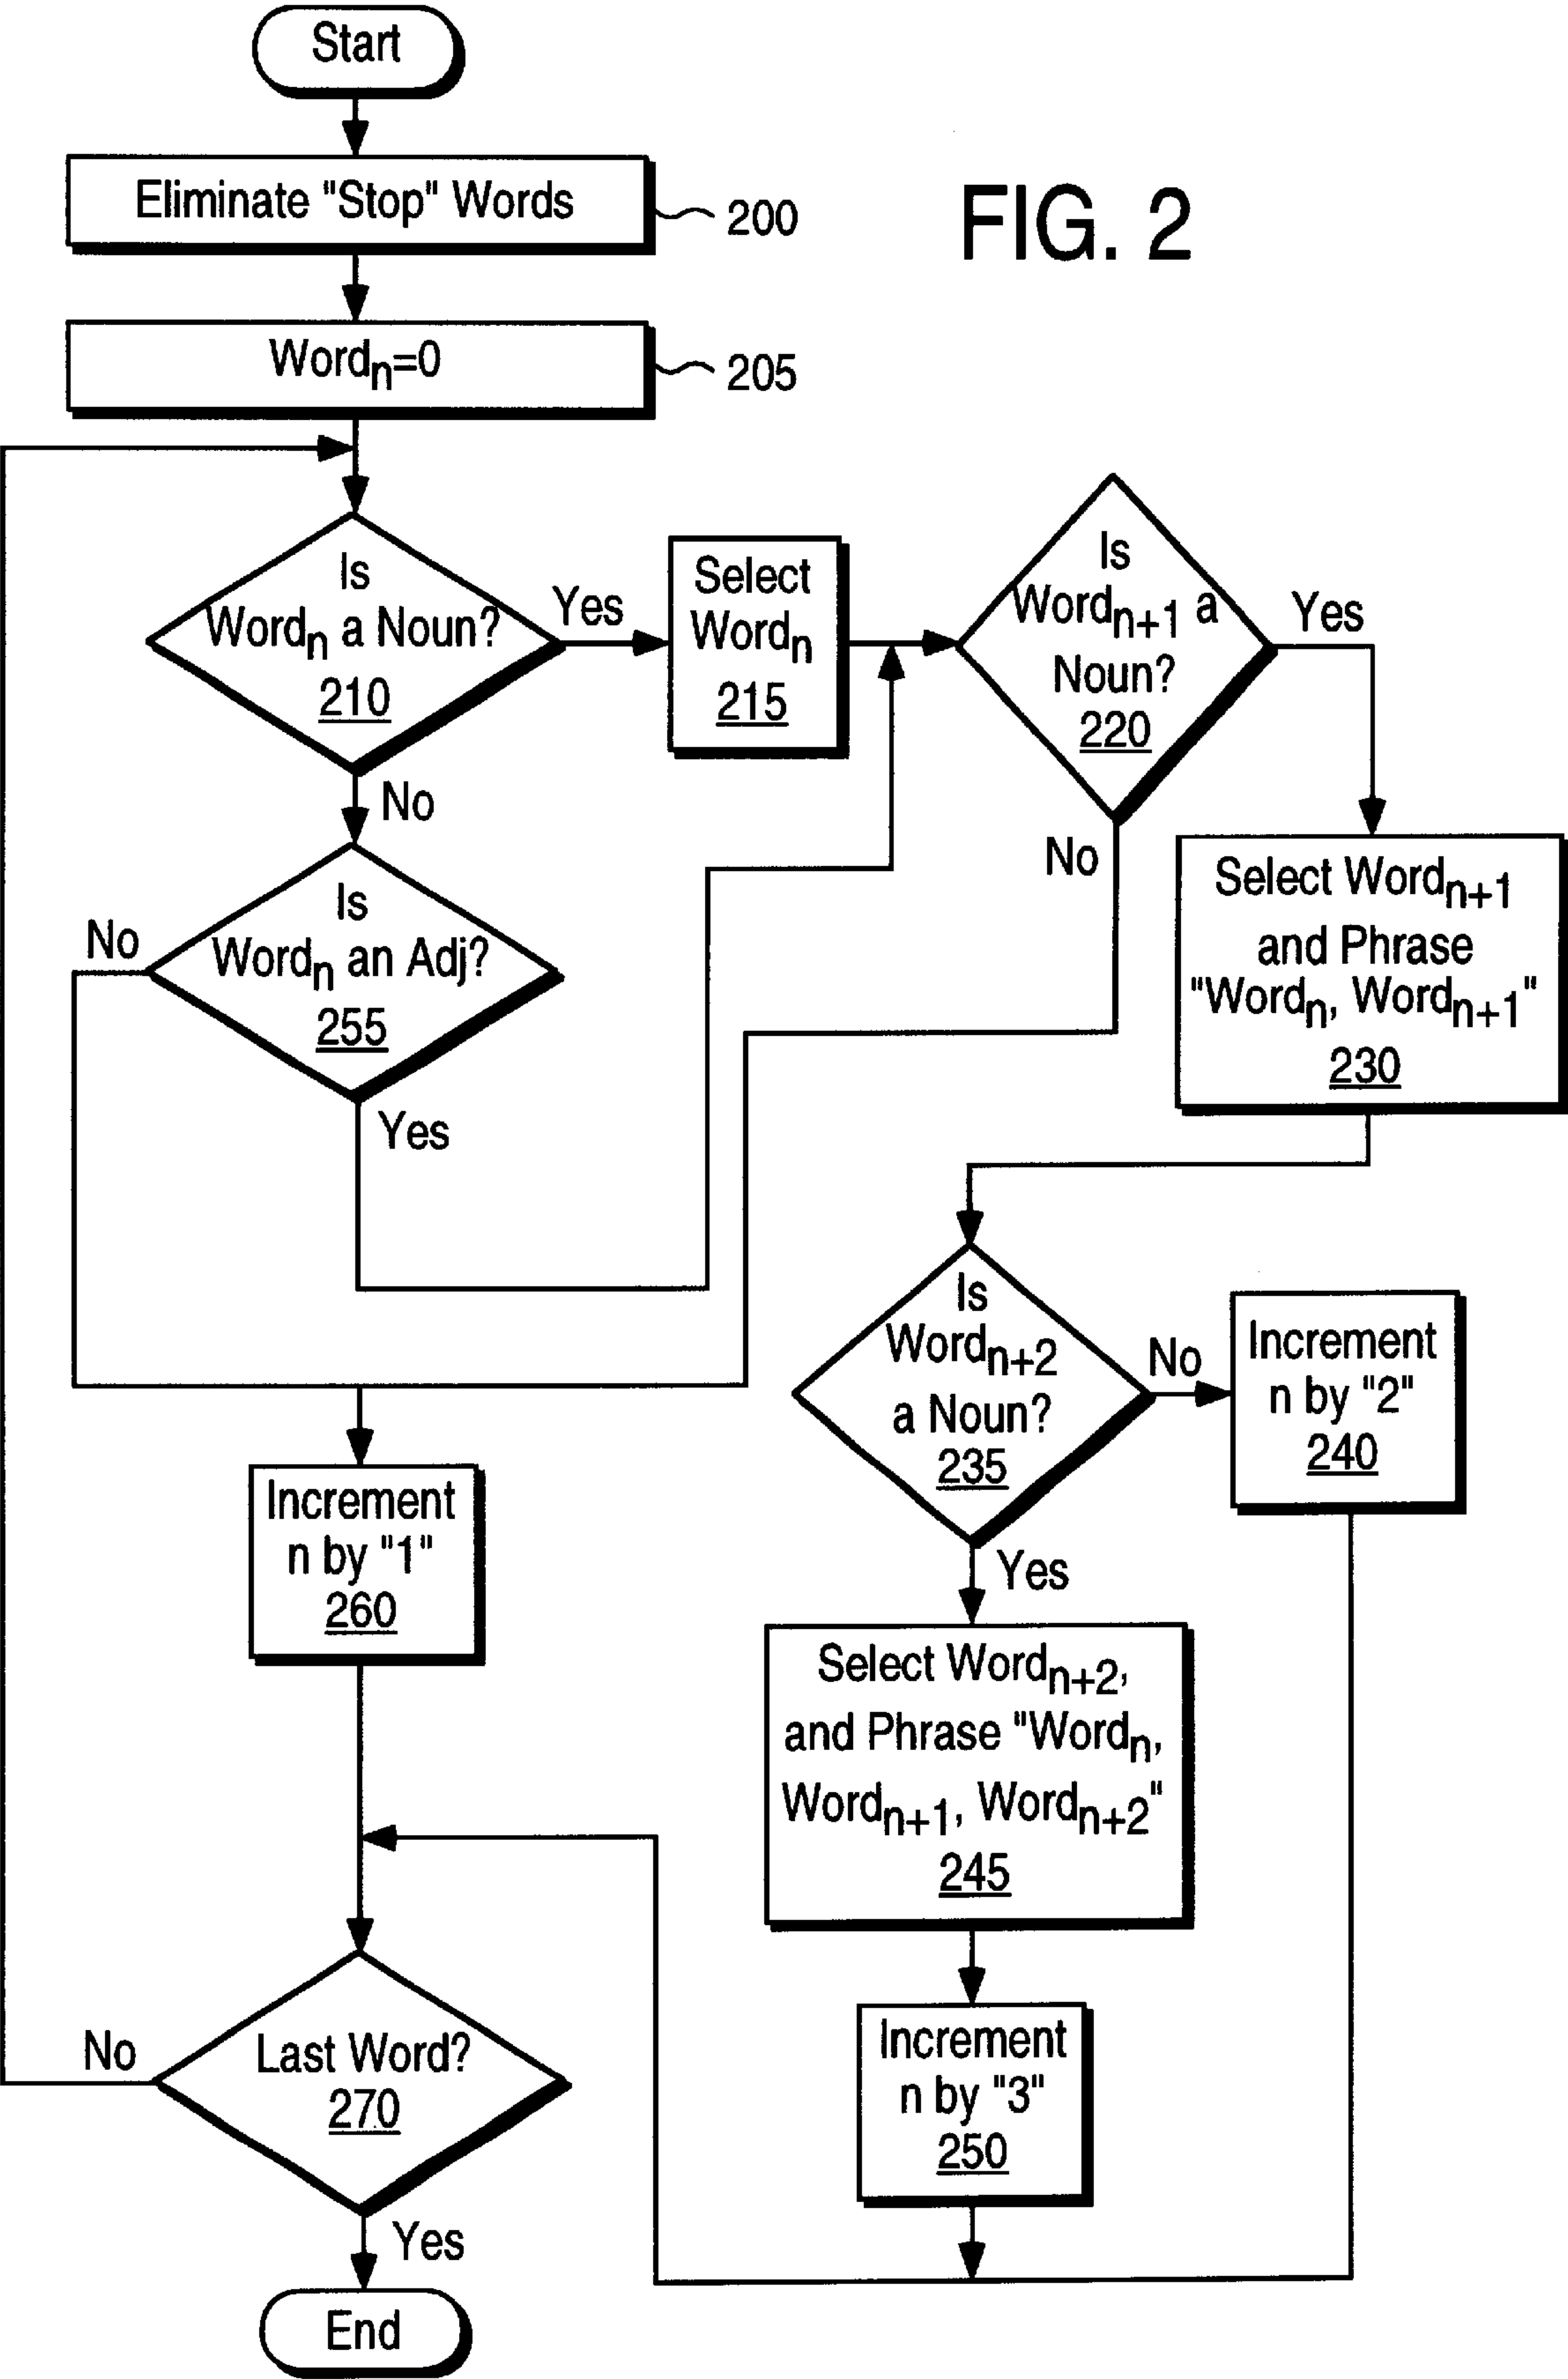 Start
Eliminate "Stop" Words
200
FIG. 2
Wordn=0
205
Is
Wordn a Noun?
210
Yes
No
Select
Wordn
215
Is
Wordn+1 a
Noun?
220
Yes
No
Select Wordn+1
and Phrase
"Wordn, Wordn+1"
230
Is
Wordn an Adj?
255
No
Yes
Is
Wordn+2
a Noun?
235
No
Yes
Increment
n by "2"
240
Increment
n by "1"
260
Select Wordn+2,
and Phrase "Wordn,
Wordn+1, Wordn+2"
245
Increment
n by "3"
250
Last Word?
270
No
Yes
End